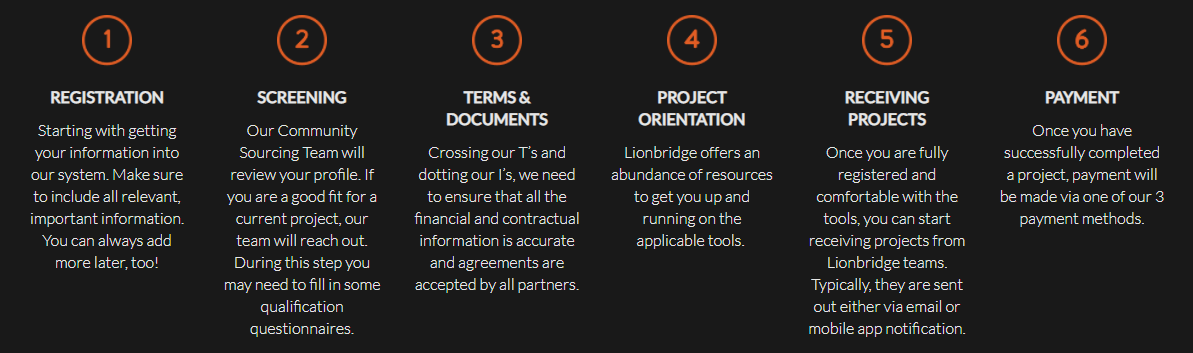 1
REGISTRATION
Starting with getting
your information into
our system. Make sure
to include all relevant,
important information.
You can always add
more later, too!
2
SCREENING
Our Community
Sourcing Team will
review your profile. If
you are a good fit for a
current project, our
team will reach out.
During this step you
may need to fill in some
qualification
questionnaires.
3
TERMS &
DOCUMENTS
Crossing our T's and
dotting our I's, we need
to ensure that all the
financial and contractual
information is accurate
and agreements are
accepted by all partners.
4
PROJECT
ORIENTATION
Lionbridge offers an
abundance of resources
to get you up and
running on the
applicable tools.
5
RECEIVING
PROJECTS
Once you are fully
registered and
comfortable with the
tools, you can start
receiving projects from
Lionbridge teams.
Typically, they are sent
out either via email or
mobile app notification.
6
PAYMENT
Once you have
successfully completed
a project, payment will
be made via one of our 3
payment methods.